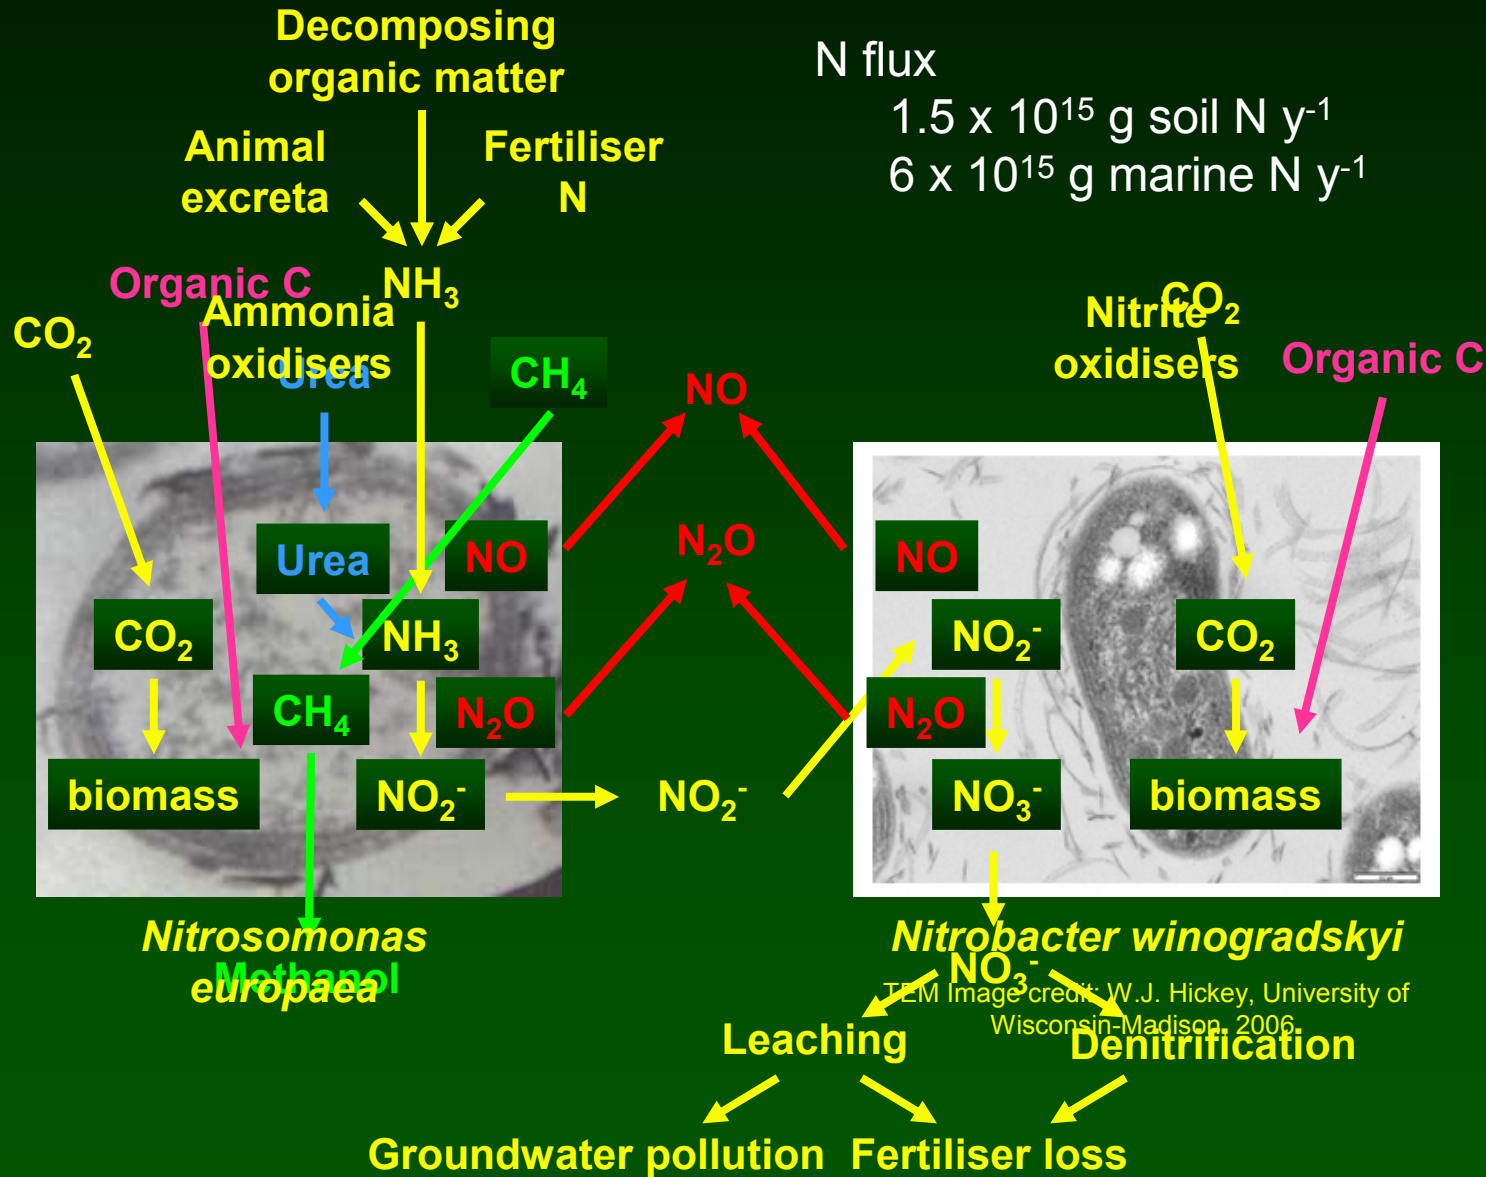 Decomposing
organic matter
N flux
1.5 x 10¹⁵ g soil N y⁻¹
6 x 10¹⁵ g marine N y⁻¹
Animal
excreta
Fertiliser
N
Organic C
NH₃
CO₂
Ammonia
oxidisers
Urea
CH₄
NO
CO₂
Nitrite
oxidisers
Organic C
Urea
NO
N₂O
NO
CO₂
NH₃
NO₂⁻
CO₂
CH₄
N₂O
N₂O
biomass
NO₂⁻
NO₂⁻
NO₃⁻
biomass
Nitrosomonas
europaea
Methanol
Nitrobacter winogradskyi
NO₃⁻
TEM Image credit: W.J. Hickey, University of
Wisconsin-Madison, 2006.
Leaching
Denitrification
Groundwater pollution
Fertiliser loss